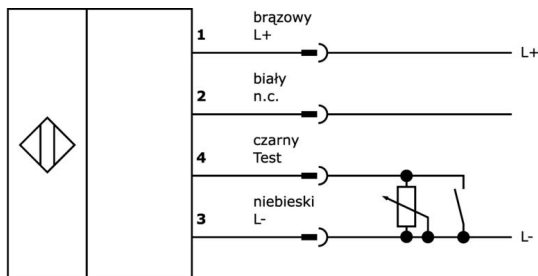 brązowy
1 L+ L+
biały
2 n.c.
czarny
4 Test
niebieski
3 L- L-